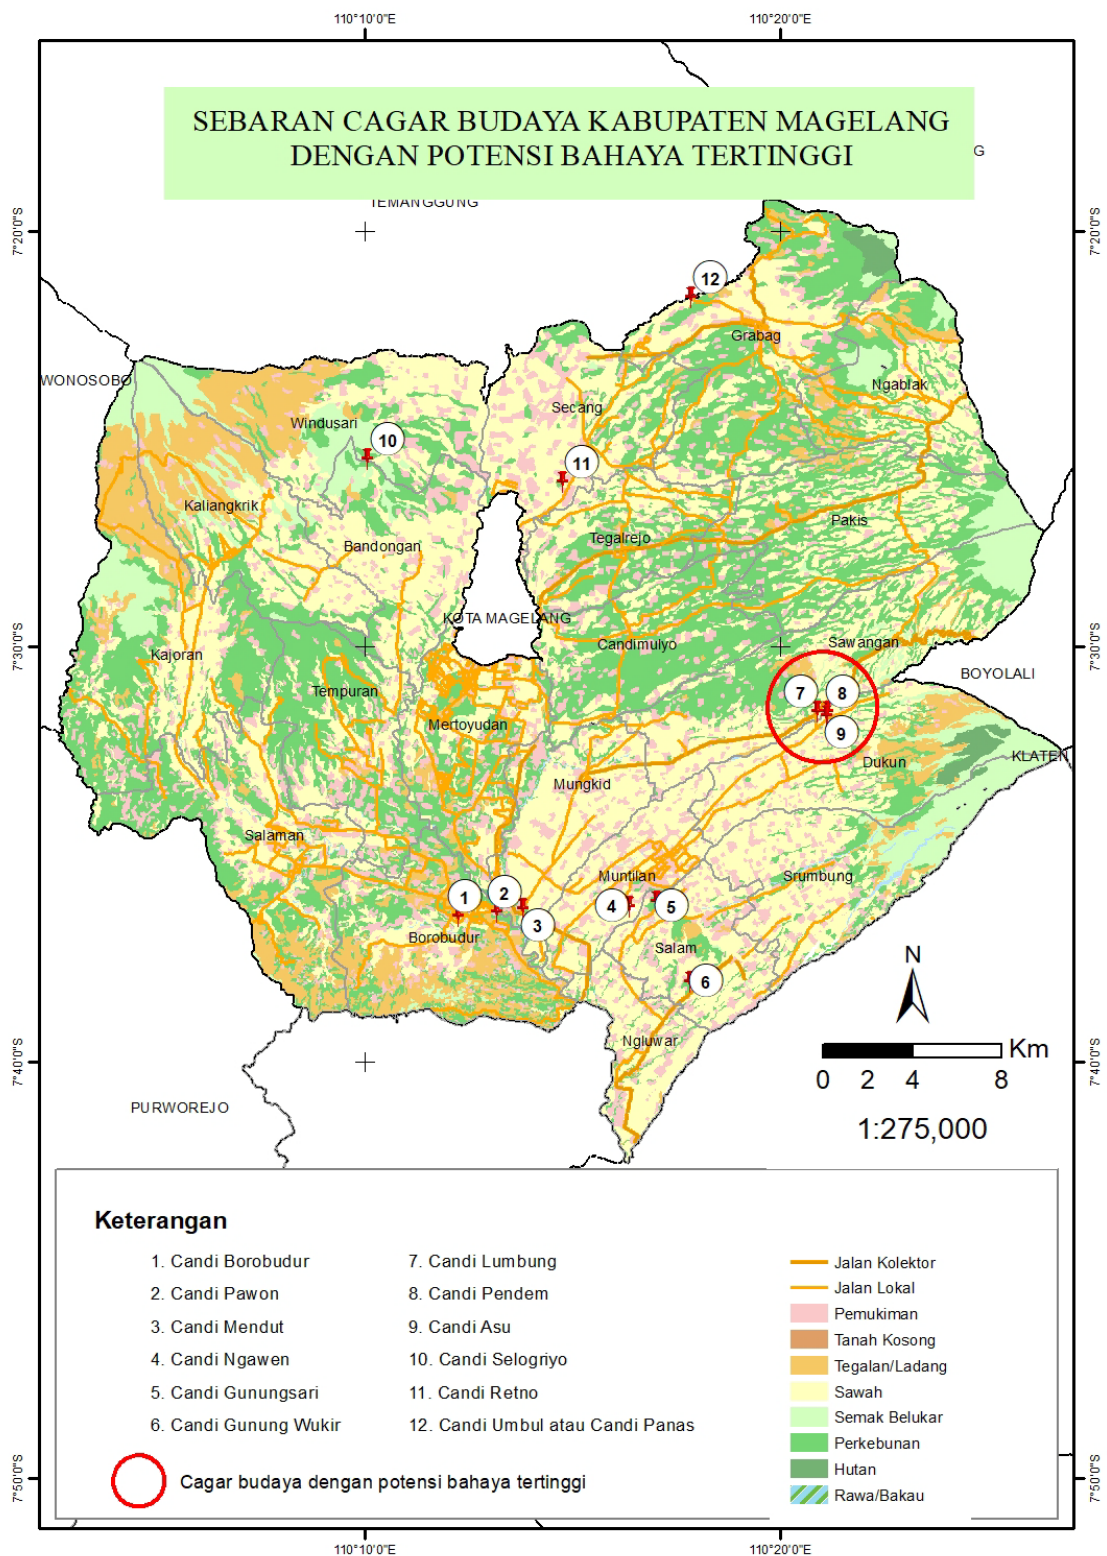 110°10'0"E
110°20'0"E
SEBARAN CAGAR BUDAYA KABUPATEN MAGELANG
DENGAN POTENSI BAHAYA TERTINGGI
G
TEMANGGUNG
7°20'0"S
7°20'0"S
12
Grabag
WONOSOBO
Ngablak
Secang
Windusari
10
11
Kaliangkrik
Pakis
Tegalrejo
Bandongan
KOTA MAGELANG
Candimulyo
Sawangan
7°30'0"S
7°30'0"S
Kajoran
BOYOLALI
Tempuran
7
8
Mertoyudan
9
KLATEN
Dukun
Mungkid
Salaman
Muntilan
Srumbung
1
2
4
5
3
Borobudur
Salam
N
6
Ngluwar
Km
7°40'0"S
7°40'0"S
0 2 4 8
PURWOREJO
1:275,000
Keterangan
1. Candi Borobudur
2. Candi Pawon
3. Candi Mendut
4. Candi Ngawen
5. Candi Gunungsari
6. Candi Gunung Wukir
7. Candi Lumbung
8. Candi Pendem
9. Candi Asu
10. Candi Selogriyo
11. Candi Retno
12. Candi Umbul atau Candi Panas
Cagar budaya dengan potensi bahaya tertinggi
Jalan Kolektor
Jalan Lokal
Pemukiman
Tanah Kosong
Tegalan/Ladang
Sawah
Semak Belukar
Perkebunan
Hutan
Rawa/Bakau
7°50'0"S
7°50'0"S
110°10'0"E
110°20'0"E